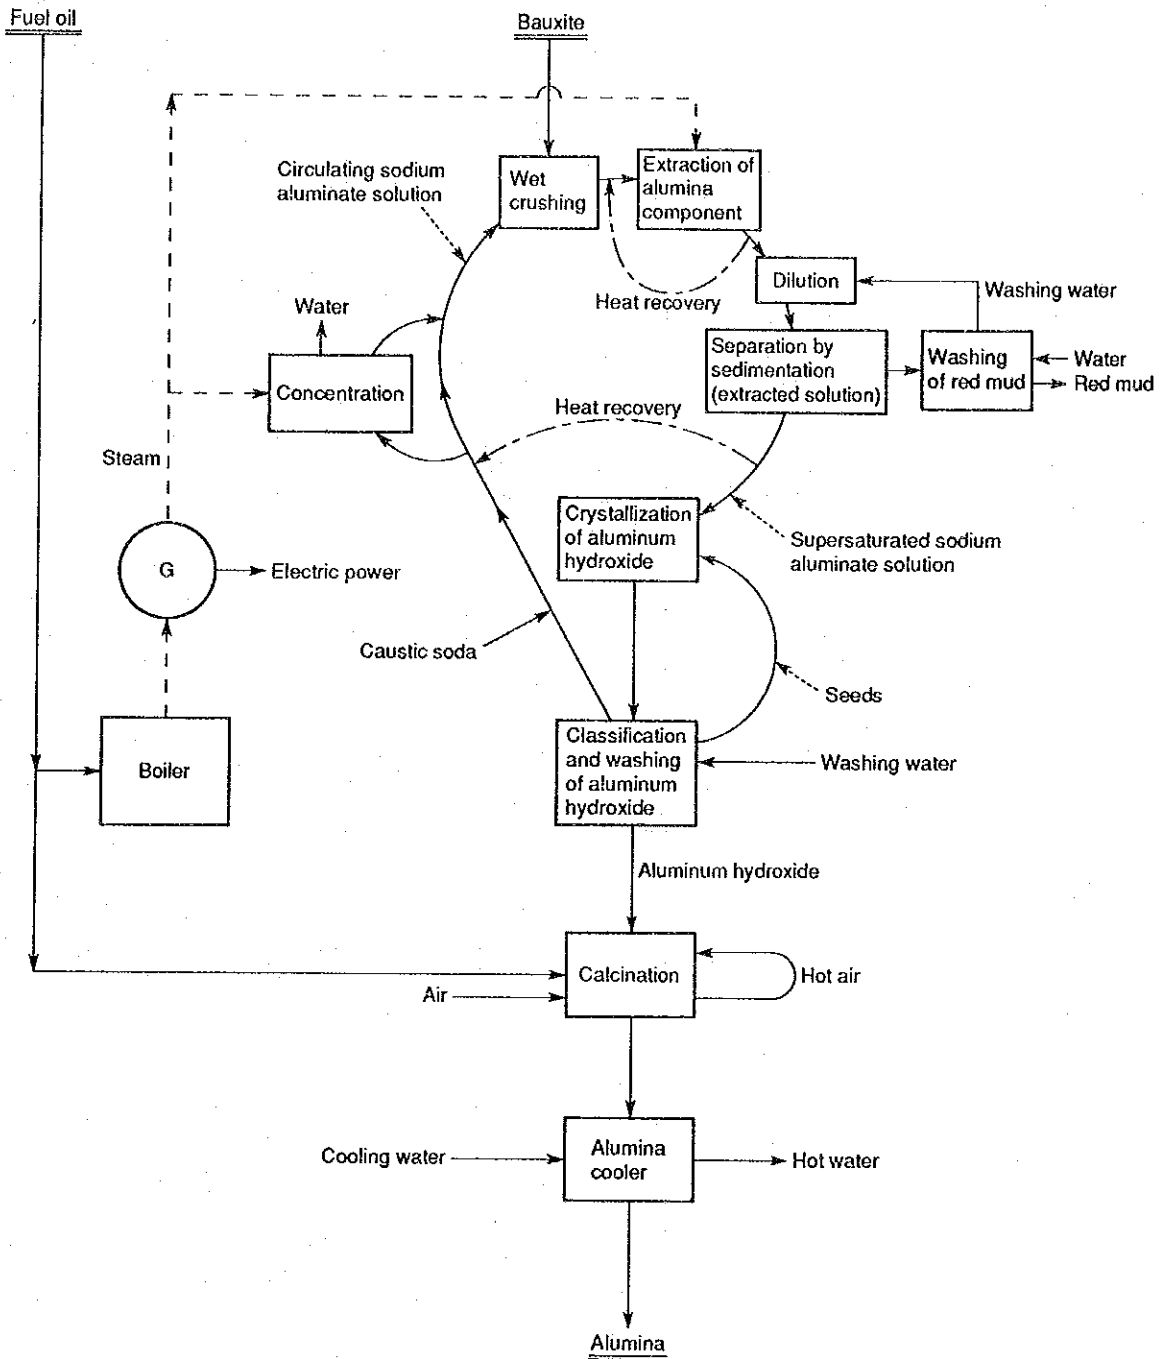 Fuel oil
Bauxite
Circulating sodium
aluminate solution
Wet
crushing
Extraction of
alumina
component
Dilution
Washing water
Heat recovery
Water
Separation by
sedimentation
(extracted solution)
Washing
of red mud
Water
Red mud
Concentration
Heat recovery
Steam
Crystallization
of aluminum
hydroxide
Supersaturated sodium
aluminate solution
G
Electric power
Caustic soda
Seeds
Classification
and washing
of aluminum
hydroxide
Washing water
Boiler
Aluminum hydroxide
Calcination
Hot air
Air
Cooling water
Alumina
cooler
Hot water
Alumina